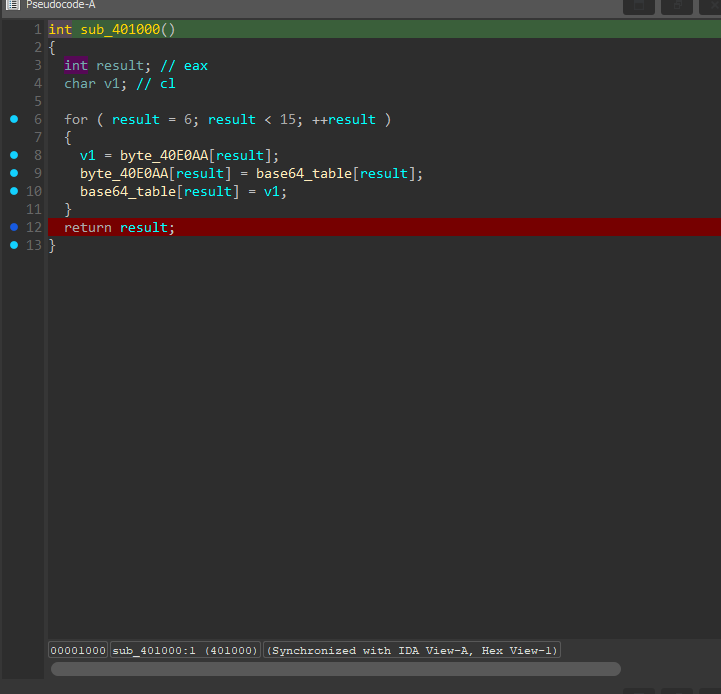 Pseudocode-A
1 int sub_401000()
2 {
3   int result; // eax
4   char v1; // cl
5
6   for ( result = 6; result < 15; ++result )
7   {
8     v1 = byte_40E0AA[result];
9     byte_40E0AA[result] = base64_table[result];
10     base64_table[result] = v1;
11   }
12   return result;
13 }
00001000 sub_401000:1 (401000) (Synchronized with IDA View-A, Hex View-1)